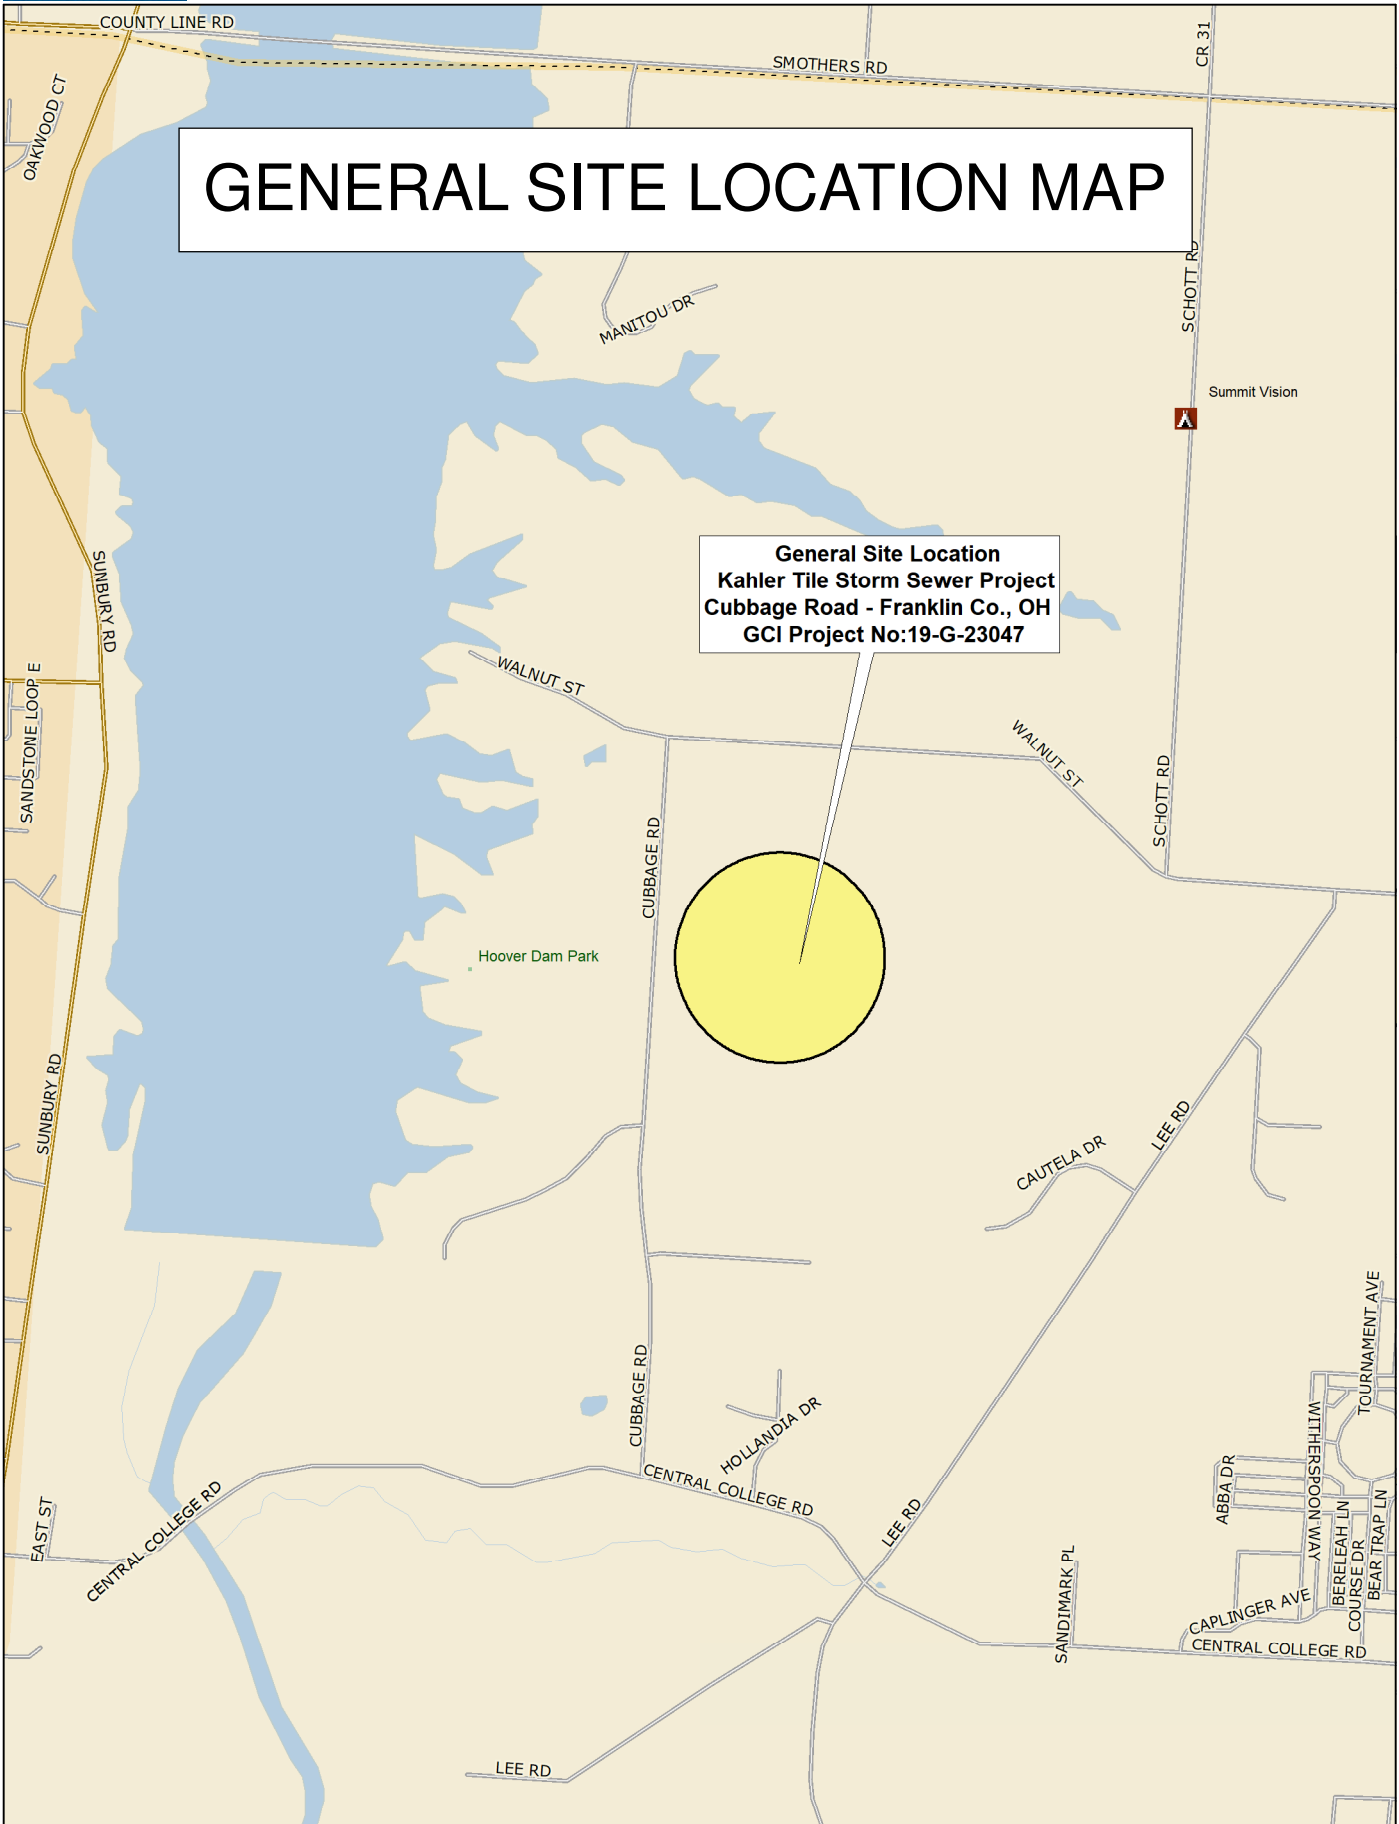 COUNTY LINE RD
SMOTHERS RD
CR 31
OAKWOOD CT
GENERAL SITE LOCATION MAP
SCHOTT RD
MANITOU DR
Summit Vision
General Site Location
Kahler Tile Storm Sewer Project
Cubbage Road - Franklin Co., OH
GCI Project No:19-G-23047
SUNBURY RD
WALNUT ST
SANDSTONE LOOP E
WALNUT ST
SCHOTT RD
CUBBAGE RD
Hoover Dam Park
SUNBURY RD
LEE RD
CAUTELA DR
TOURNAMENT AVE
CUBBAGE RD
HOLLANDIA DR
WITHERSPOON WAY
CENTRAL COLLEGE RD
ABBA DR
CENTRAL COLLEGE RD
LEE RD
EAST ST
BERELEAH LN
COURSE DR
BEAR TRAP LN
SANDIMARK PL
CAPLINGER AVE
CENTRAL COLLEGE RD
LEE RD